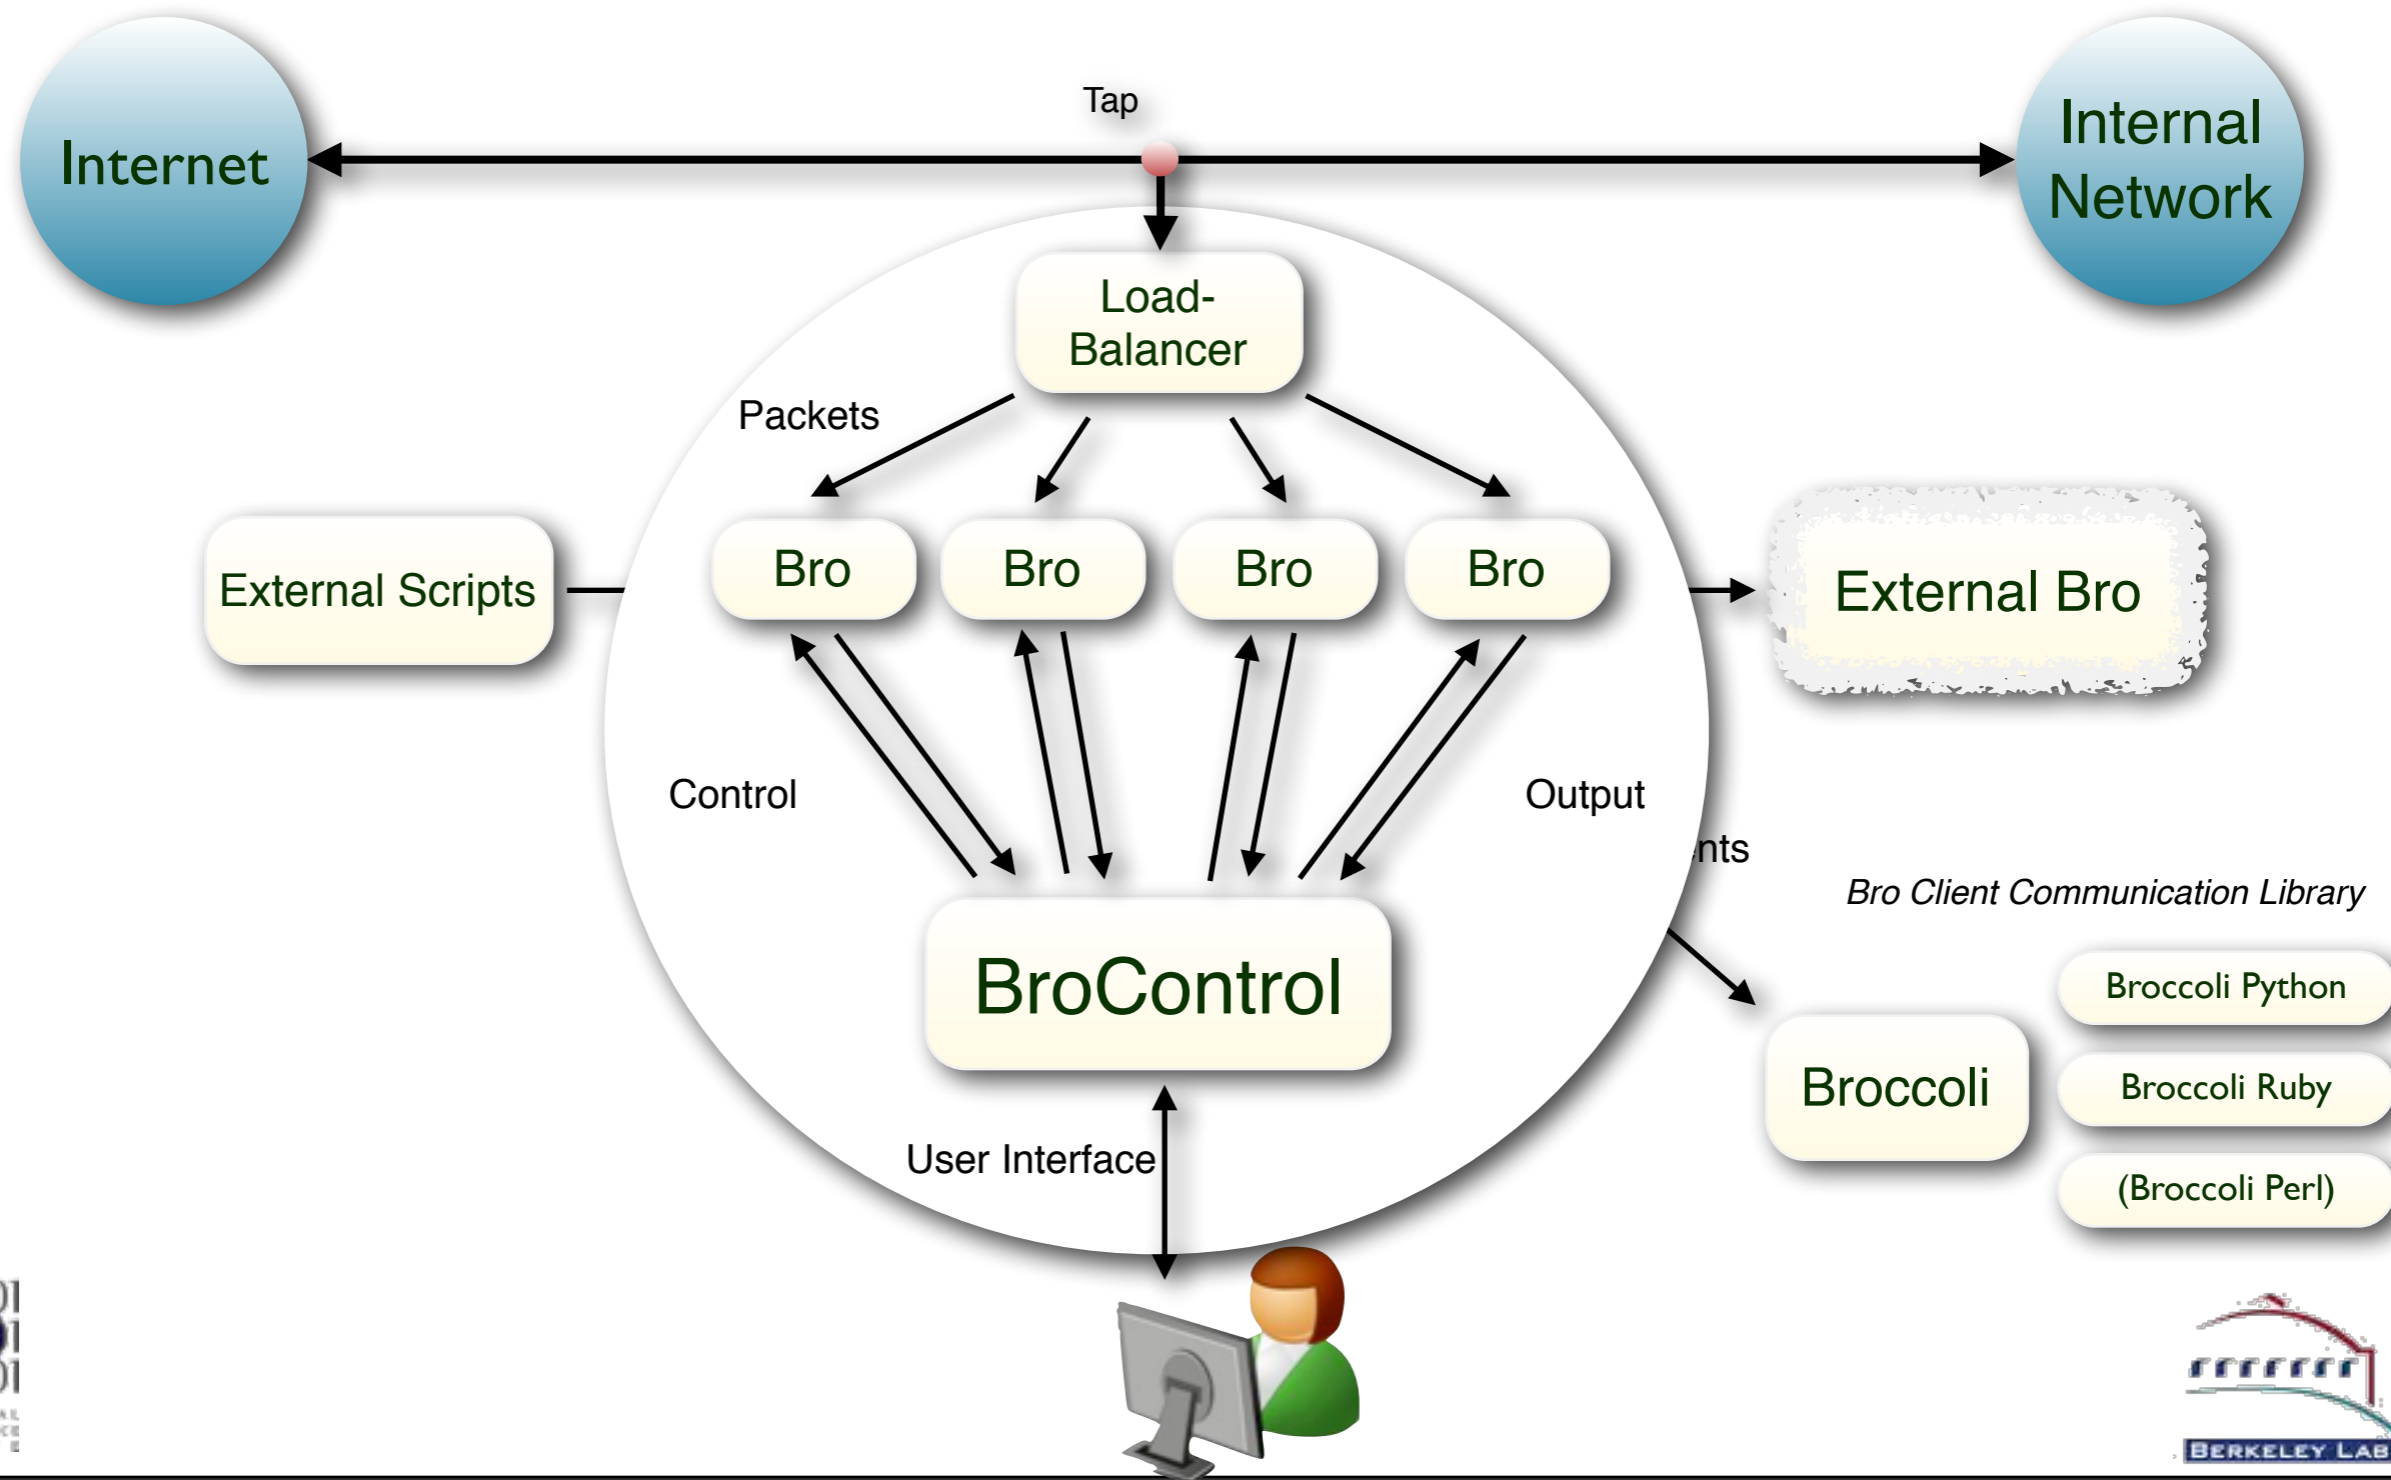 Tap
Internet
Internal
Network
Load-
Balancer
Packets
Bro
Bro
Bro
Bro
External Scripts
External Bro
Control
Output
Bro Client Communication Library
BroControl
Broccoli Python
Broccoli
Broccoli Ruby
User Interface
(Broccoli Perl)
BERKELEY LAB